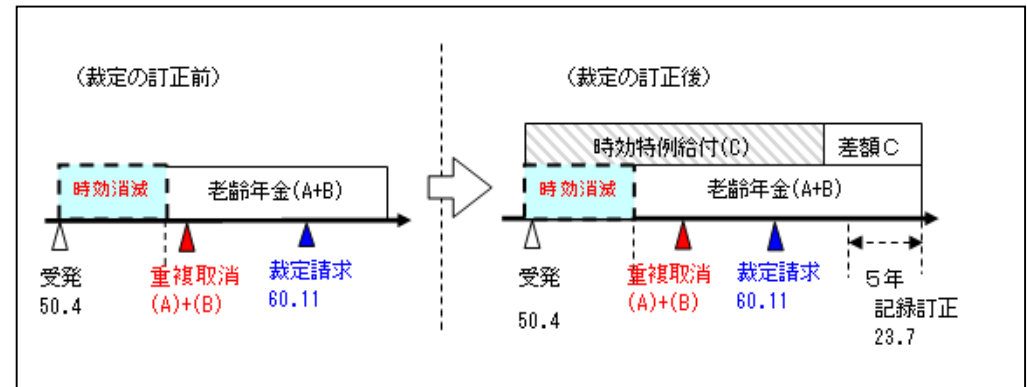 （裁定の訂正前）
時効消滅
老齢年金(A+B)
受発
50.4
重複取消
(A)+(B)
裁定請求
60.11
（裁定の訂正後）
時効特例給付(C)
差額C
時効消滅
老齢年金(A+B)
受発
50.4
重複取消
(A)+(B)
裁定請求
60.11
5年
記録訂正
23.7